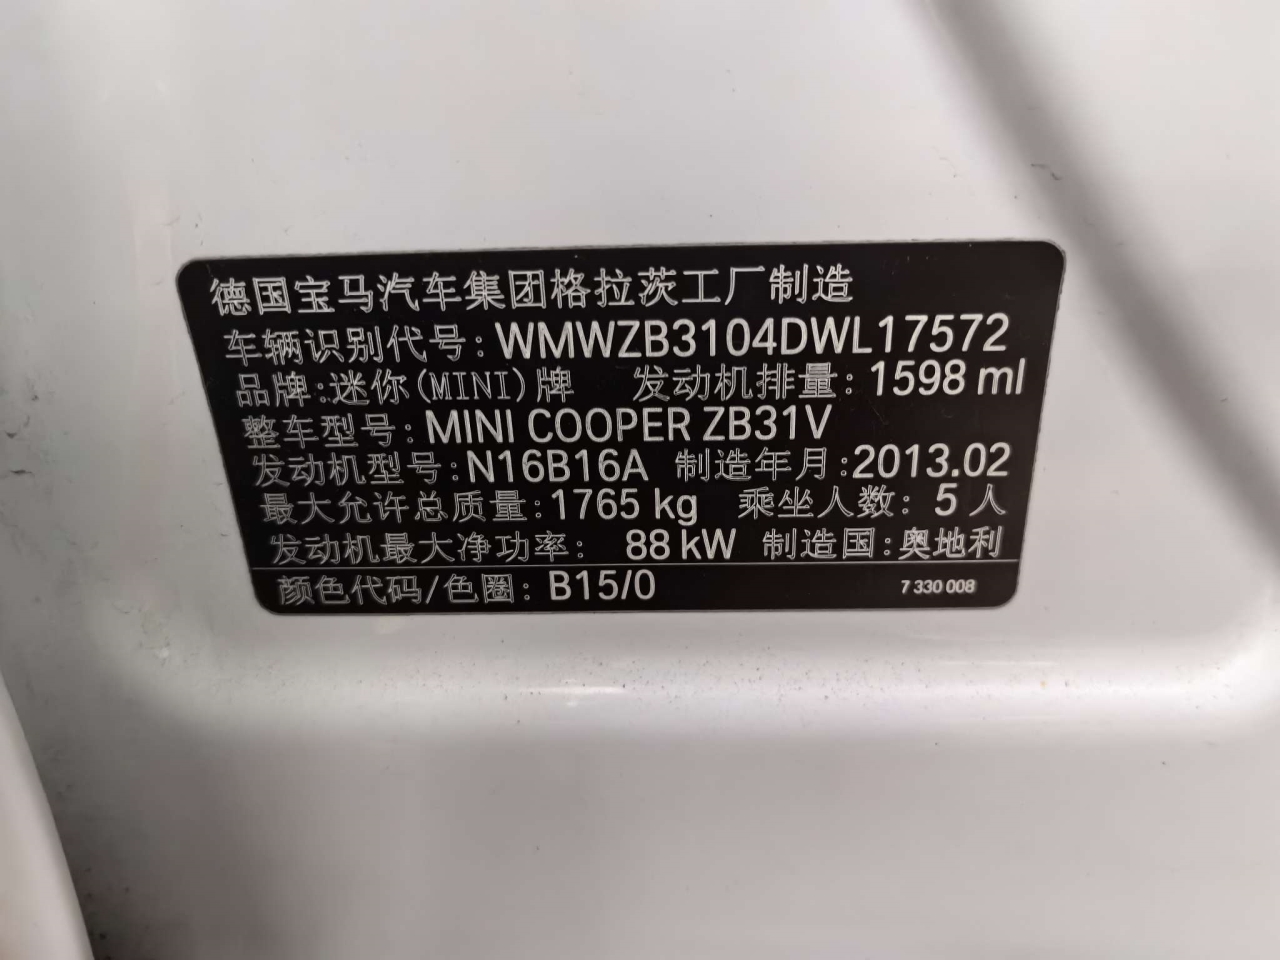 德国宝马汽车集团格拉茨工厂制造
车辆识别代号: WMWZB3104DWL17572
品牌:迷你(MINI)牌 发动机排量: 1598 ml
整车型号: MINI COOPER ZB31V
发动机型号: N16B16A 制造年月:2013.02
最大允许总质量:1765 kg 乘坐人数: 5 人
发动机最大净功率: 88 kW 制造国:奥地利
颜色代码/色圈: B15/0 7 330 008